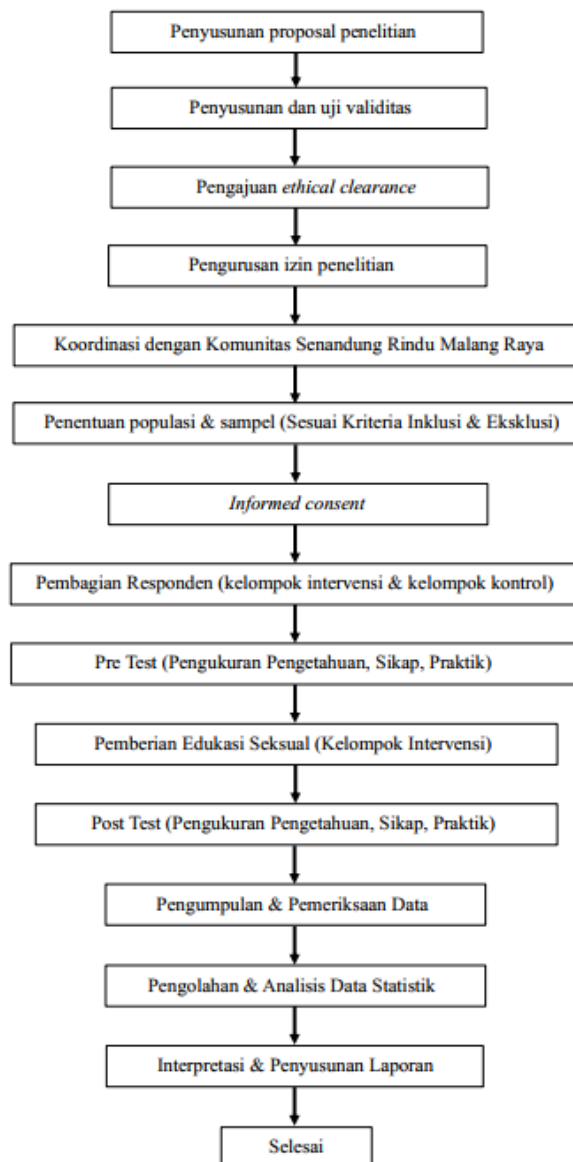 Penyusunan proposal penelitian
Penyusunan dan uji validitas
Pengajuan ethical clearance
Pengurusan izin penelitian
Koordinasi dengan Komunitas Senandung Rindu Malang Raya
Penentuan populasi & sampel (Sesuai Kriteria Inklusi & Eksklusi)
Informed consent
Pembagian Responden (kelompok intervensi & kelompok kontrol)
Pre Test (Pengukuran Pengetahuan, Sikap, Praktik)
Pemberian Edukasi Seksual (Kelompok Intervensi)
Post Test (Pengukuran Pengetahuan, Sikap, Praktik)
Pengumpulan & Pemeriksaan Data
Pengolahan & Analisis Data Statistik
Interpretasi & Penyusunan Laporan
Selesai